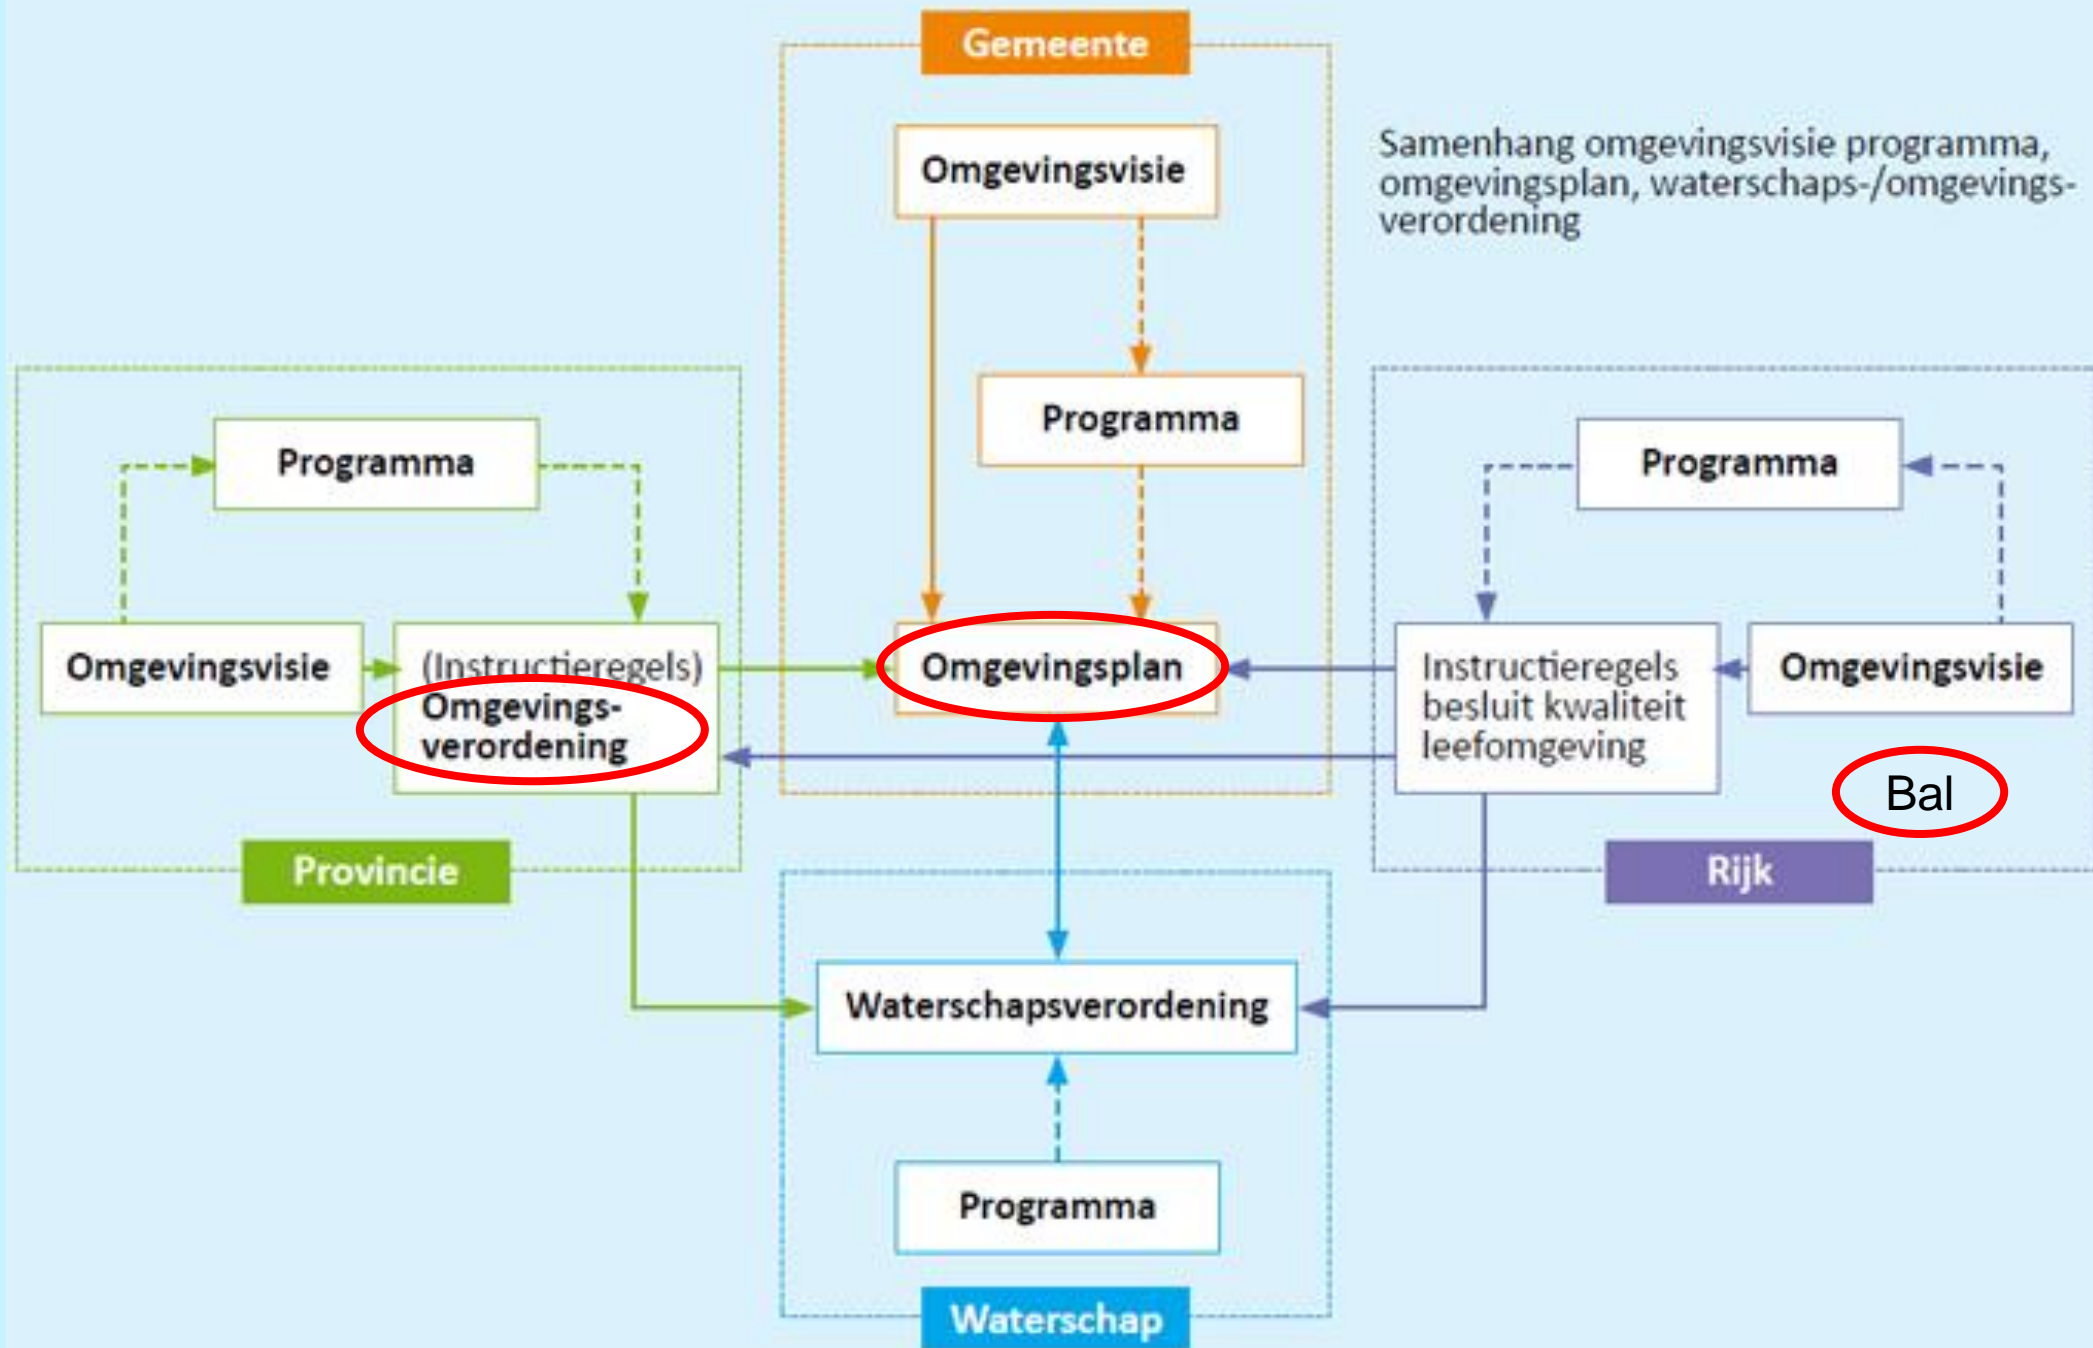 Gemeente
Omgevingsvisie
Samenhang omgevingsvisie programma,
omgevingsplan, waterschaps-/omgevings-
verordening
Programma
Programma
Programma
Omgevingsvisie
(Instructieregels)
Omgevings-
verordening
Omgevingsplan
Instructieregels
besluit kwaliteit
leefomgeving
Omgevingsvisie
Bal
Provincie
Rijk
Waterschapsverordening
Programma
Waterschap